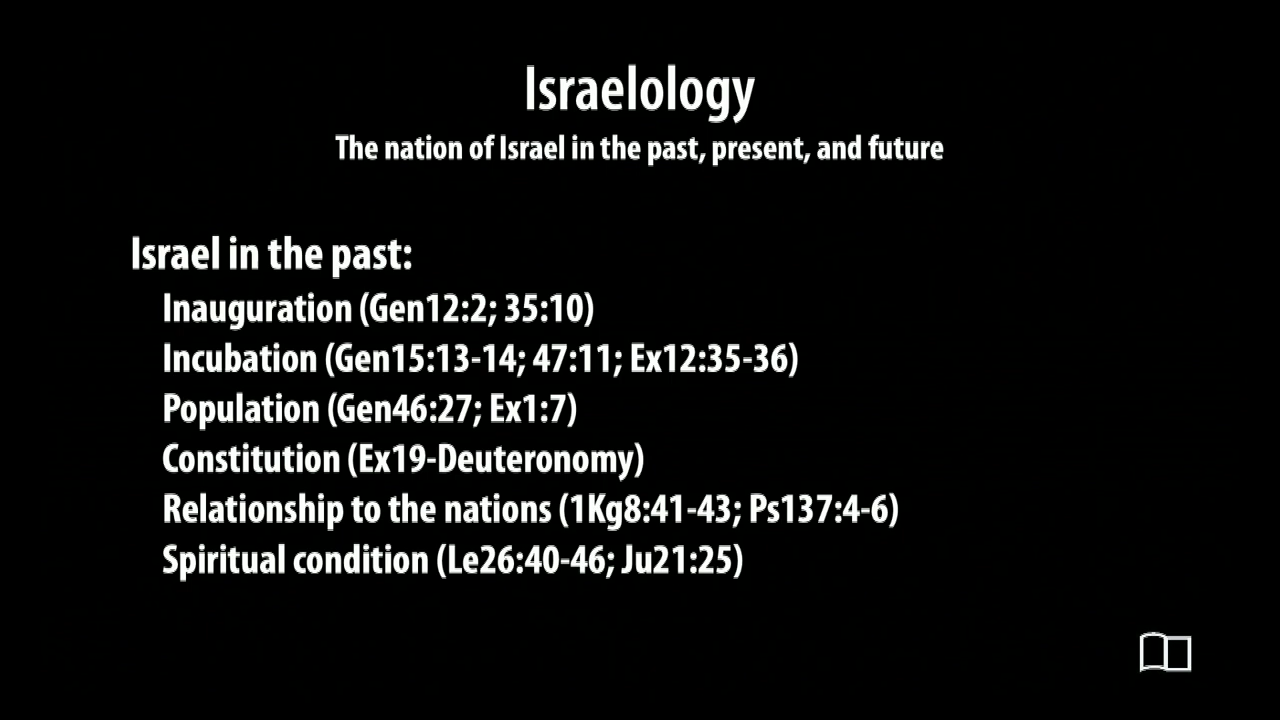 Israelology
The nation of Israel in the past, present, and future
Israel in the past:
Inauguration (Gen12:2; 35:10)
Incubation (Gen15:13-14; 47:11; Ex12:35-36)
Population (Gen46:27; Ex1:7)
Constitution (Ex19-Deuteronomy)
Relationship to the nations (1Kg8:41-43; Ps137:4-6)
Spiritual condition (Le26:40-46; Ju21:25)